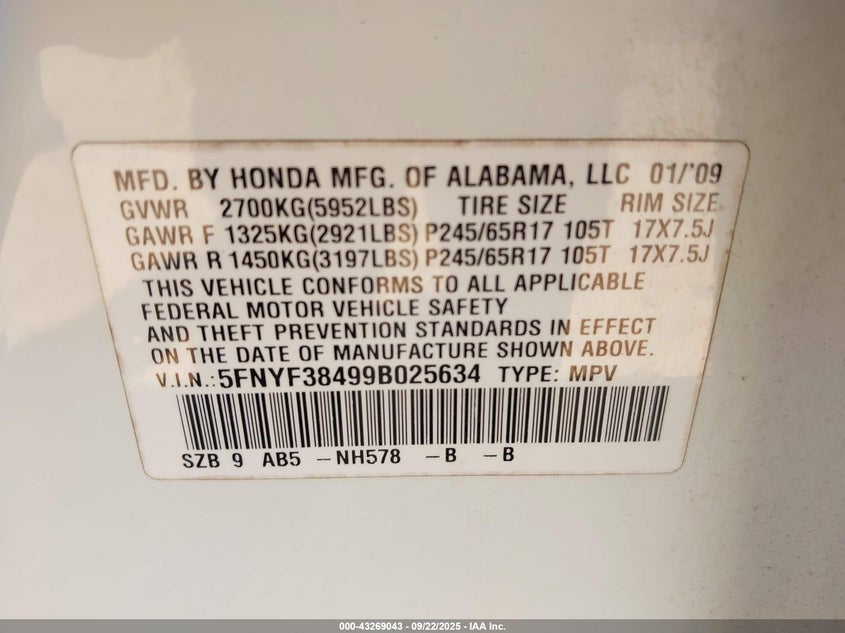 MFD. BY HONDA MFG. OF ALABAMA, LLC 01/'09
GVWR 2700KG(5952LBS) TIRE SIZE RIM SIZE
GAWR F 1325KG(2921LBS) P245/65R17 105T 17X7.5J
GAWR R 1450KG(3197LBS) P245/65R17 105T 17X7.5J
THIS VEHICLE CONFORMS TO ALL APPLICABLE
FEDERAL MOTOR VEHICLE SAFETY
AND THEFT PREVENTION STANDARDS IN EFFECT
ON THE DATE OF MANUFACTURE SHOWN ABOVE.
V.I.N.:5FNYF38499B025634 TYPE: MPV
SZB 9 AB5 -NH578 -B -B
000-43269043 - 09/22/2025 - IAA Inc.